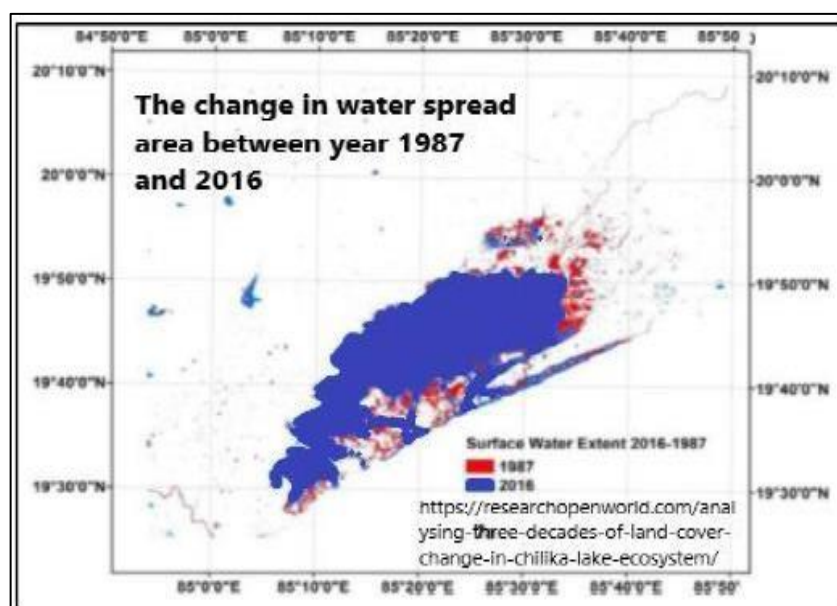 84°50'0"E 85°0'0"E 85°10'0"E 85°20'0"E 85°30'0"E 85°40'0"E 85°50
20°10'0"N 20°10'0"N
The change in water spread
area between year 1987
and 2016
20°0'0"N 20°0'0"N
19°50'0"N 19°50'0"N
19°40'0"N 19°40'0"N
Surface Water Extent 2016-1987
1987
2016
19°30'0"N 19°30'0"N
https://researchopenworld.com/anal
ysing-three-decades-of-land-cover-
change-in-chilika-lake-ecosystem/
85°0'0"E 85°10'0"E 85°20'0"E 85°30'0"E 85°40'0"E 85°50'